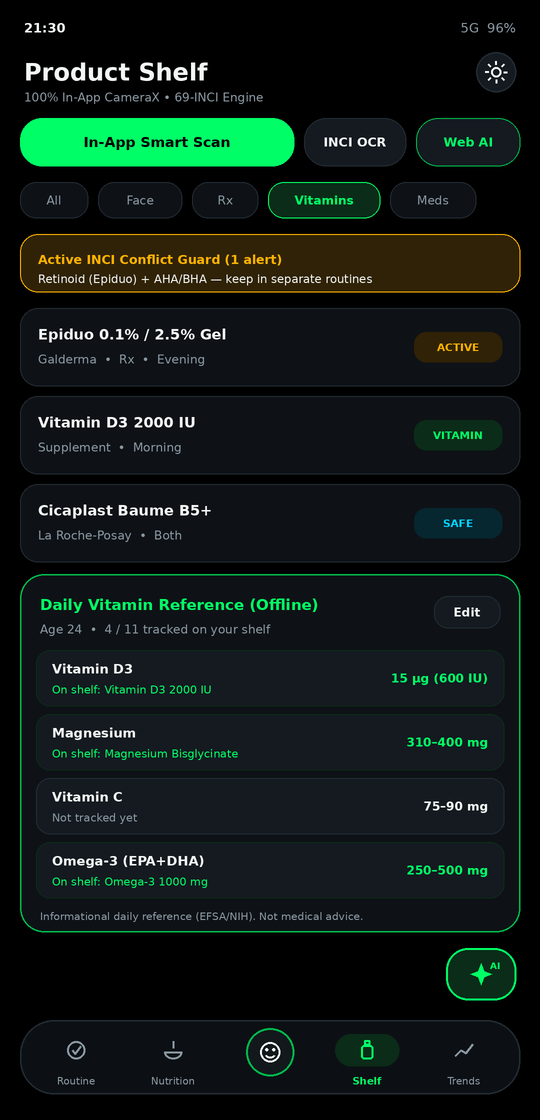 21:30
5G 96%
Product Shelf
100% In-App CameraX • 69-INCI Engine
In-App Smart Scan
INCI OCR
Web AI
All
Face
Rx
Vitamins
Meds
Active INCI Conflict Guard (1 alert)
Retinoid (Epiduo) + AHA/BHA — keep in separate routines
Epiduo 0.1% / 2.5% Gel
Galderma • Rx • Evening
ACTIVE
Vitamin D3 2000 IU
Supplement • Morning
VITAMIN
Cicaplast Baume B5+
La Roche-Posay • Both
SAFE
Daily Vitamin Reference (Offline)
Age 24 • 4 / 11 tracked on your shelf
Edit
Vitamin D3
On shelf: Vitamin D3 2000 IU
15 µg (600 IU)
Magnesium
On shelf: Magnesium Bisglycinate
310–400 mg
Vitamin C
Not tracked yet
75–90 mg
Omega-3 (EPA+DHA)
On shelf: Omega-3 1000 mg
250–500 mg
Informational daily reference (EFSA/NIH). Not medical advice.
AI
Routine
Nutrition
Shelf
Trends